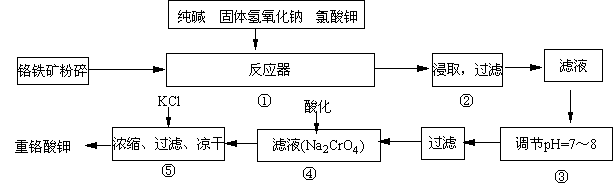 纯碱 固体氢氧化钠 氯酸钾
铬铁矿粉碎
反应器
浸取，过滤
滤液
①
②
KCl
酸化
重铬酸钾
浓缩、过滤、凉干
滤液(Na₂CrO₄)
过滤
调节pH=7～8
⑤
④
③